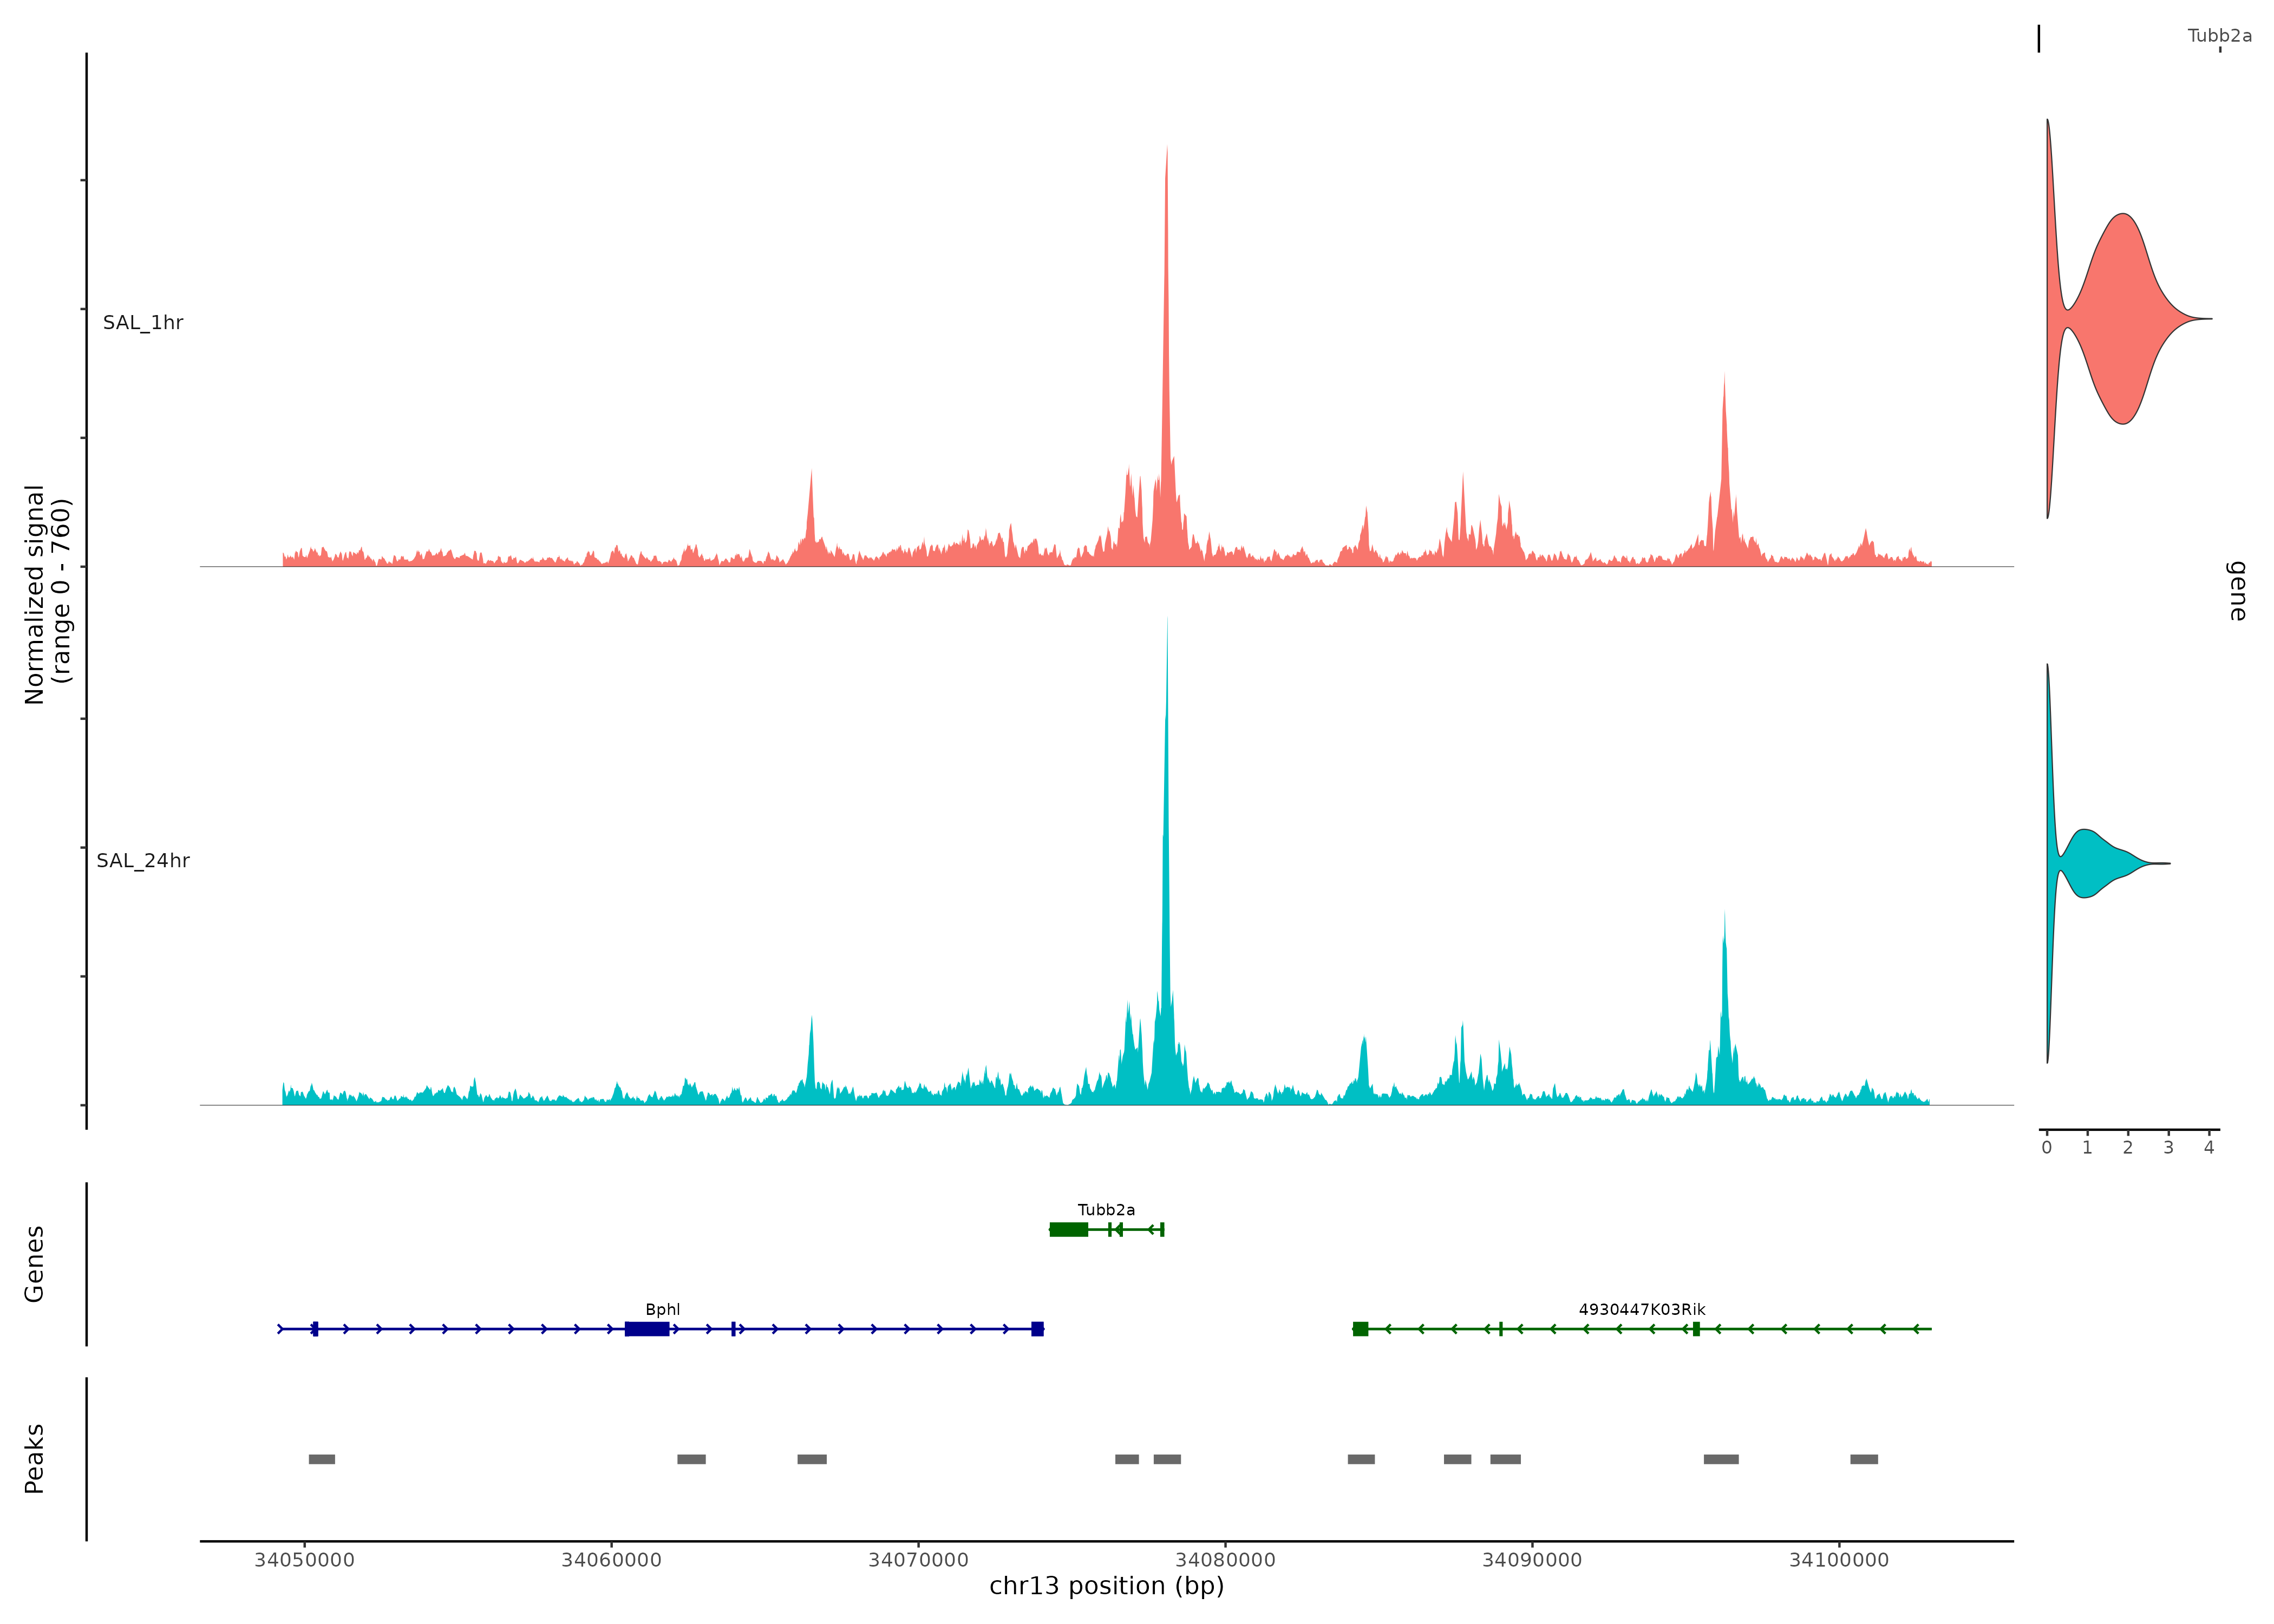 Tubb2a
Normalized signal
(range 0 - 760)
SAL_1hr
SAL_24hr
gene
0 1 2 3 4
Genes
Tubb2a
Bphl
4930447K03Rik
Peaks
34050000 34060000 34070000 34080000 34090000 34100000
chr13 position (bp)